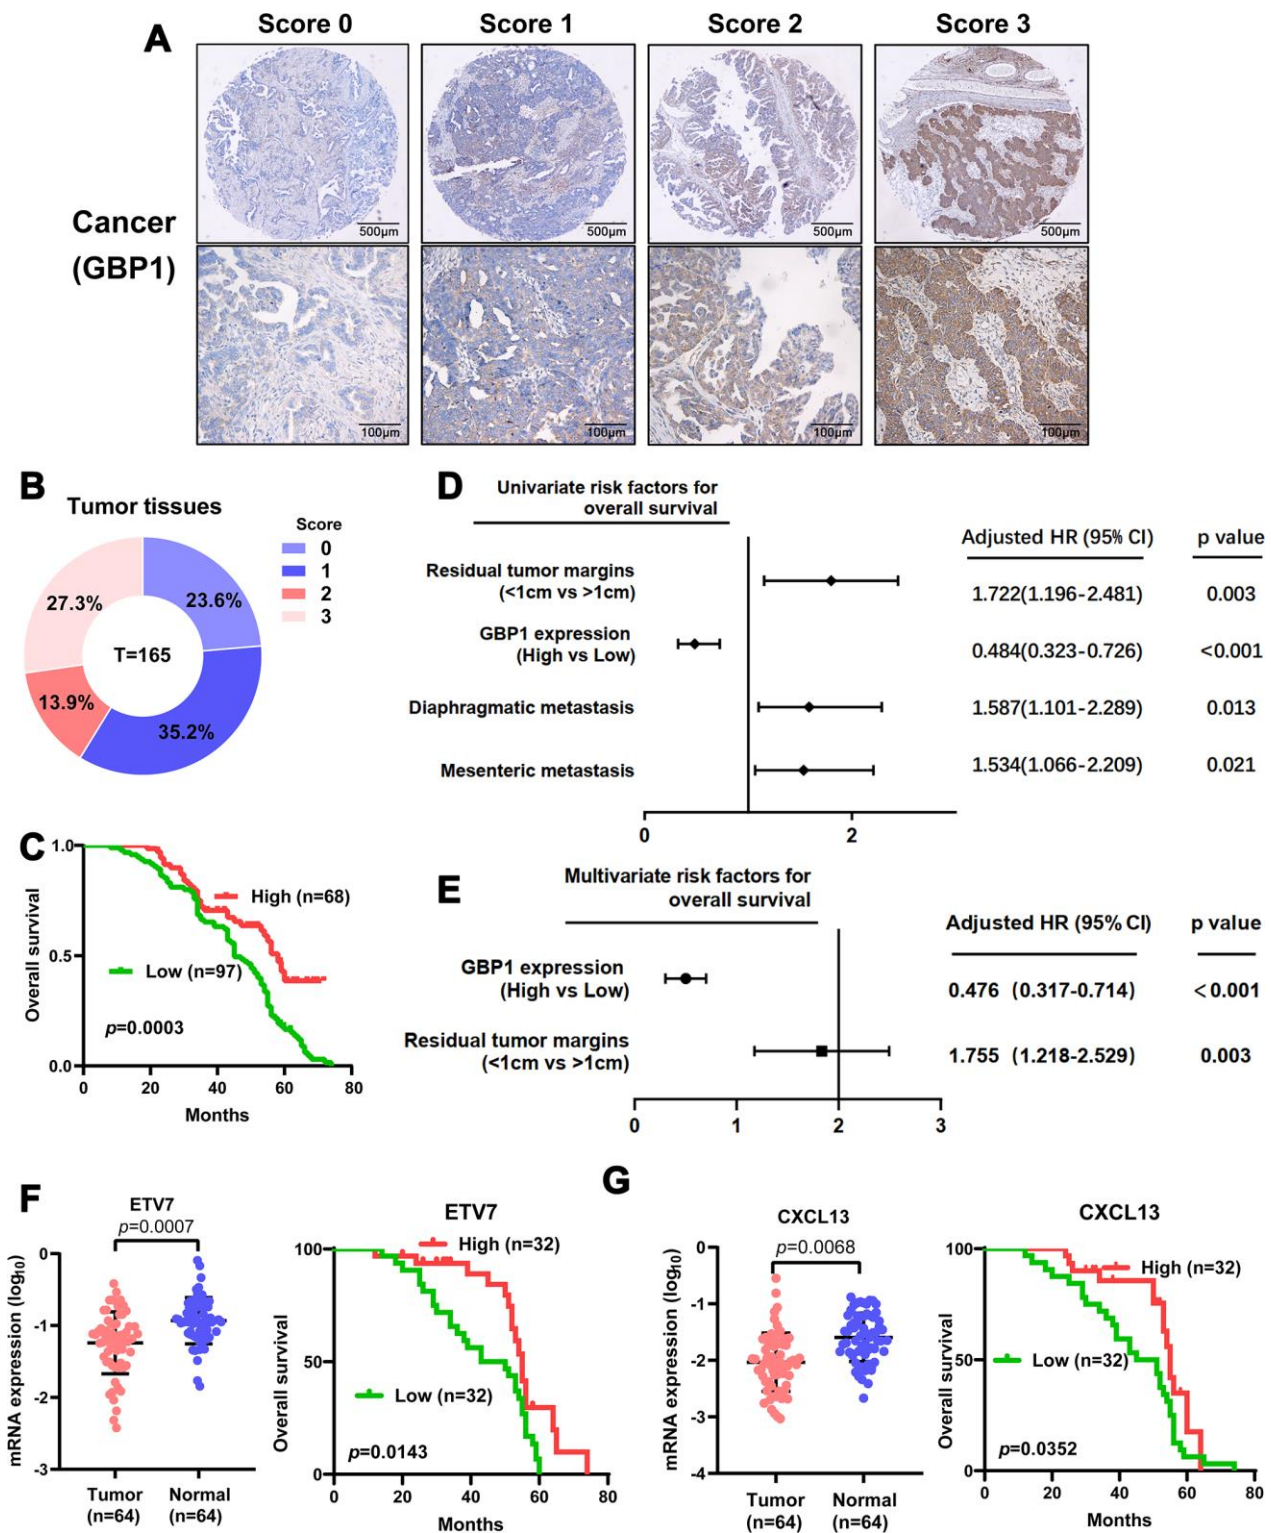 A
Score 0
Score 1
Score 2
Score 3
Cancer
(GBP1)
500μm
500μm
500μm
500μm
100μm
100μm
100μm
100μm
B
Tumor tissues
Score
0
1
2
3
27.3%
23.6%
T=165
13.9%
35.2%
C
Overall survival
1.0
0.5
0.0
High (n=68)
Low (n=97)
p=0.0003
0
20
40
60
80
Months
D
Univariate risk factors for
overall survival
Adjusted HR (95% CI)
p value
Residual tumor margins
(<1cm vs >1cm)
1.722(1.196-2.481)
0.003
GBP1 expression
(High vs Low)
0.484(0.323-0.726)
<0.001
Diaphragmatic metastasis
1.587(1.101-2.289)
0.013
Mesenteric metastasis
1.534(1.066-2.209)
0.021
0
2
E
Multivariate risk factors for
overall survival
Adjusted HR (95% CI)
p value
GBP1 expression
(High vs Low)
0.476 (0.317-0.714)
<0.001
Residual tumor margins
(<1cm vs >1cm)
1.755 (1.218-2.529)
0.003
0
1
2
3
F
ETV7
p=0.0007
mRNA expression (log10)
0
-1
-2
-3
Tumor
(n=64)
Normal
(n=64)
ETV7
Overall survival
100
50
0
High (n=32)
Low (n=32)
p=0.0143
0
20
40
60
80
Months
G
CXCL13
p=0.0068
mRNA expression (log10)
0
-1
-2
-3
-4
Tumor
(n=64)
Normal
(n=64)
CXCL13
Overall survival
100
50
0
High (n=32)
Low (n=32)
p=0.0352
0
20
40
60
80
Months